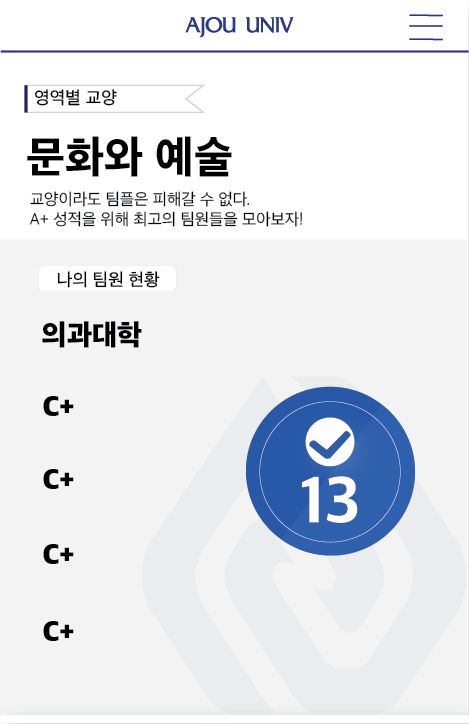 AJOU UNIV
영역별 교양
문화와 예술
교양이라도 팀플은 피해갈 수 없다.
A+ 성적을 위해 최고의 팀원들을 모아보자!
나의 팀원 현황
의과대학
C+
C+
13
C+
C+